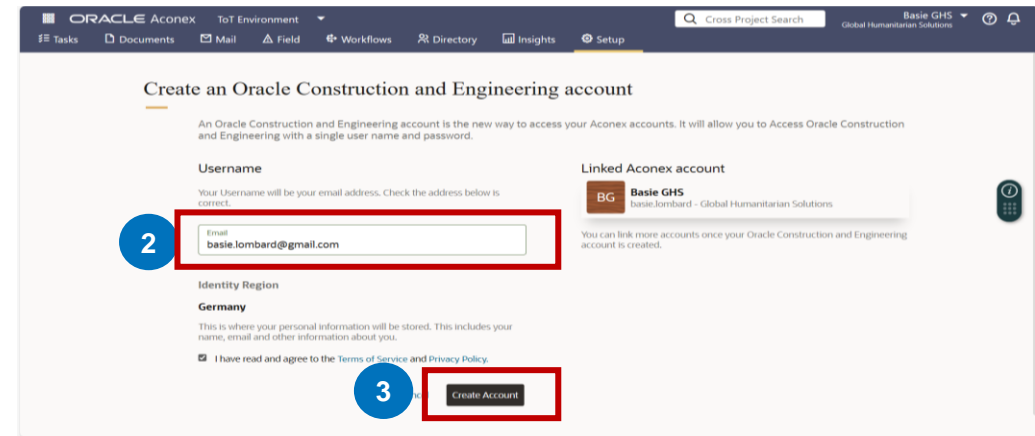 ORACLE Aconex ToT Environment Cross Project Search Basie GHS
Global Humanitarian Solutions
Tasks Documents Mail Field Workflows Directory Insights Setup
Create an Oracle Construction and Engineering account
An Oracle Construction and Engineering account is the new way to access your Aconex accounts. It will allow you to Access Oracle Construction
and Engineering with a single user name and password.
Username
Your Username will be your email address. Check the address below is
correct.
2
Email
basie.lombard@gmail.com
Identity Region
Germany
This is where your personal information will be stored. This includes your
name, email and other information about you.
I have read and agree to the Terms of Service and Privacy Policy.
3
Create Account
Linked Aconex account
BG
Basie GHS
basie.lombard - Global Humanitarian Solutions
You can link more accounts once your Oracle Construction and Engineering
account is created.